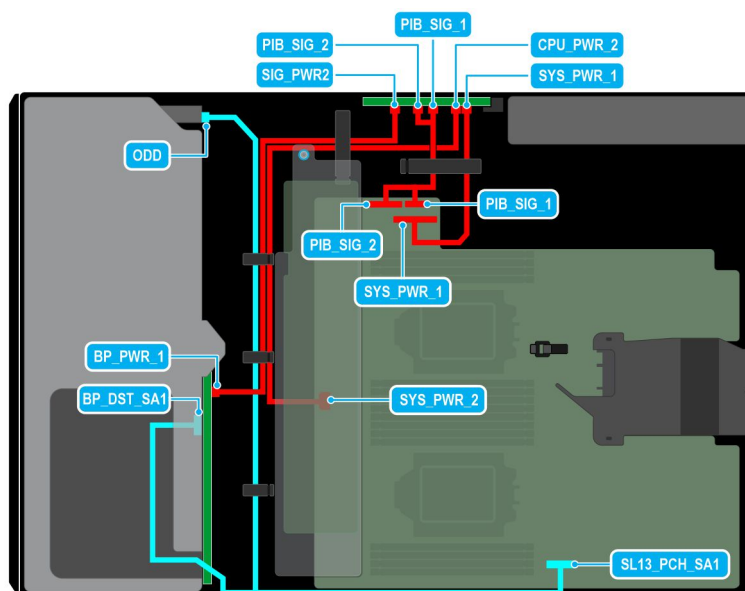 PIB_SIG_1
PIB_SIG_2
CPU_PWR_2
SIG_PWR2
SYS_PWR_1
ODD
PIB_SIG_1
PIB_SIG_2
SYS_PWR_1
BP_PWR_1
BP_DST_SA1
SYS_PWR_2
SL13_PCH_SA1